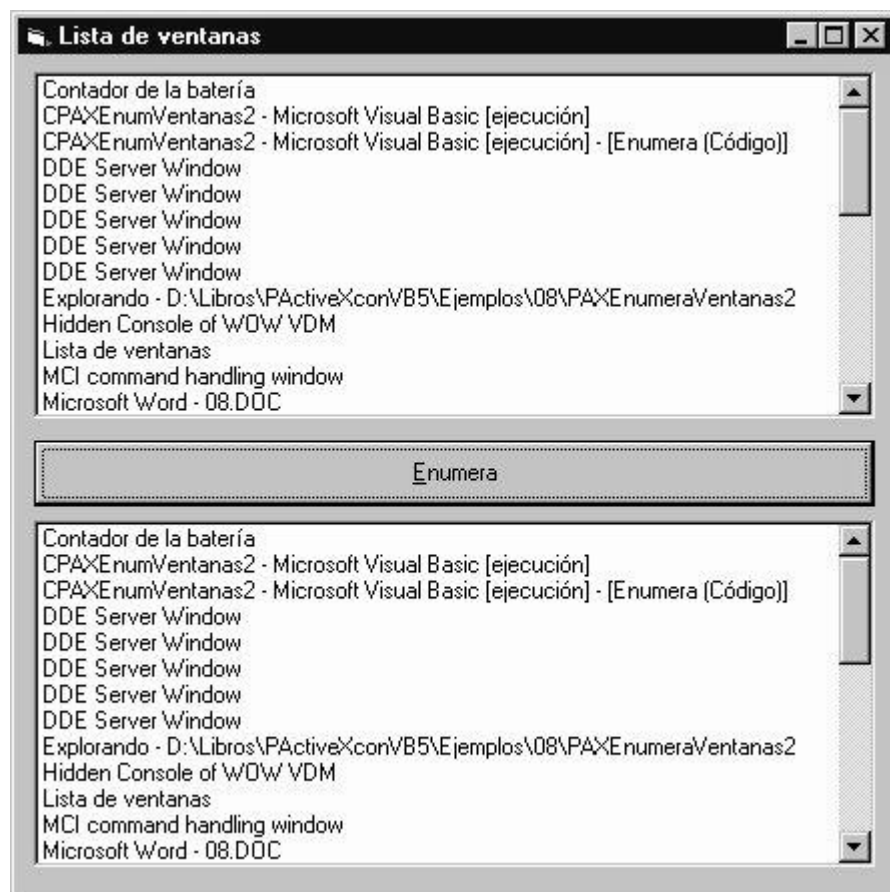 Lista de ventanas
Contador de la batería
CPAXEnumVentanas2 - Microsoft Visual Basic [ejecución]
CPAXEnumVentanas2 - Microsoft Visual Basic [ejecución] - [Enumera (Código)]
DDE Server Window
DDE Server Window
DDE Server Window
DDE Server Window
DDE Server Window
Explorando - D:\Libros\PActiveXconVB5\Ejemplos\08\PAXEnumeraVentanas2
Hidden Console of WOW VDM
Lista de ventanas
MCI command handling window
Microsoft Word - 08.DOC
Enumera
Contador de la batería
CPAXEnumVentanas2 - Microsoft Visual Basic [ejecución]
CPAXEnumVentanas2 - Microsoft Visual Basic [ejecución] - [Enumera (Código)]
DDE Server Window
DDE Server Window
DDE Server Window
DDE Server Window
DDE Server Window
Explorando - D:\Libros\PActiveXconVB5\Ejemplos\08\PAXEnumeraVentanas2
Hidden Console of WOW VDM
Lista de ventanas
MCI command handling window
Microsoft Word - 08.DOC